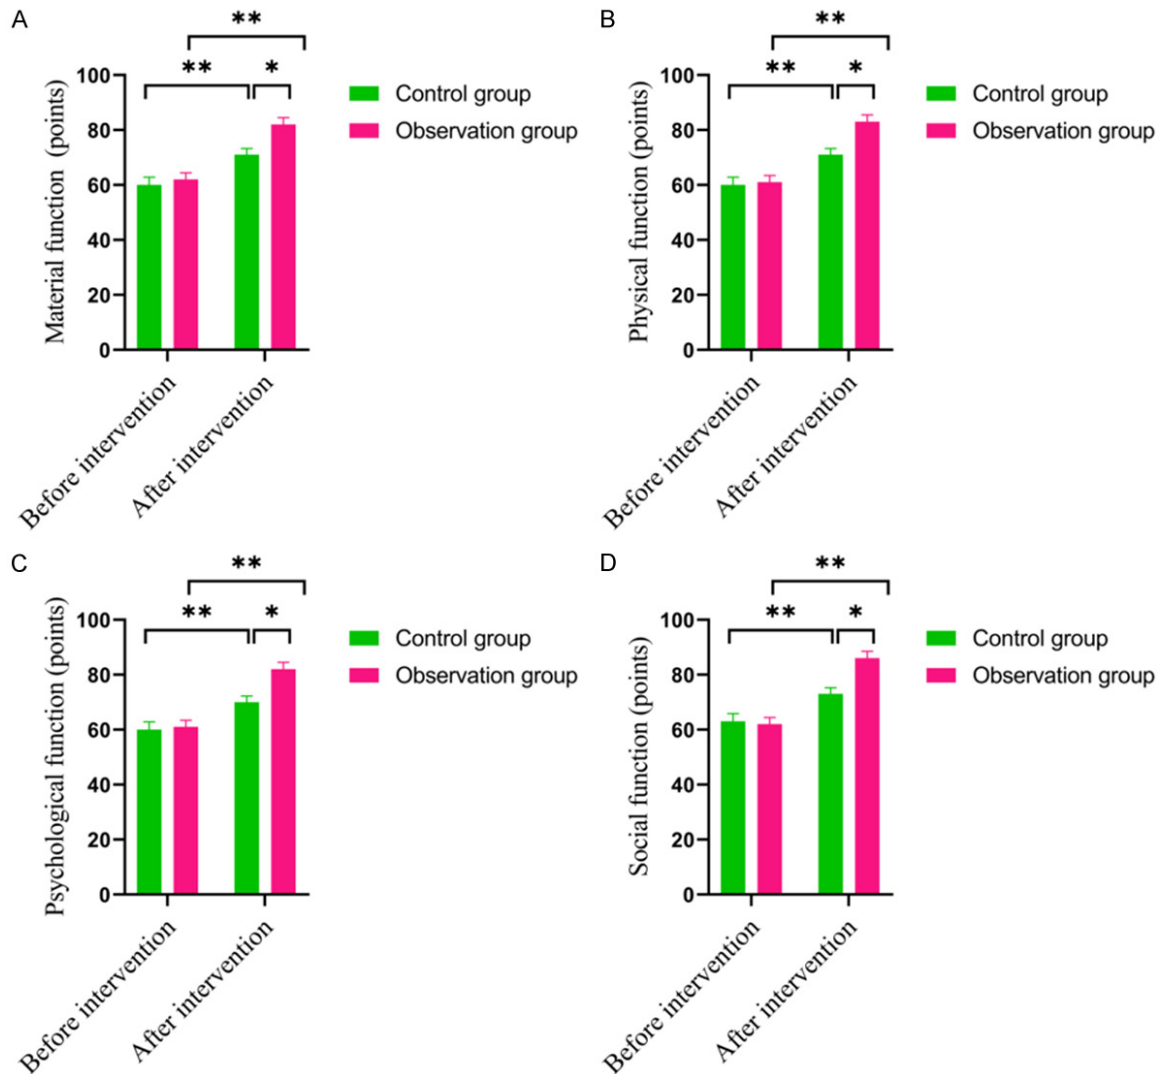 A
**
** *
Material function (points)
100
80
60
40
20
0
Before intervention
After intervention
Control group
Observation group
B
**
** *
Physical function (points)
100
80
60
40
20
0
Before intervention
After intervention
Control group
Observation group
C
**
** *
Psychological function (points)
100
80
60
40
20
0
Before intervention
After intervention
Control group
Observation group
D
**
** *
Social function (points)
100
80
60
40
20
0
Before intervention
After intervention
Control group
Observation group